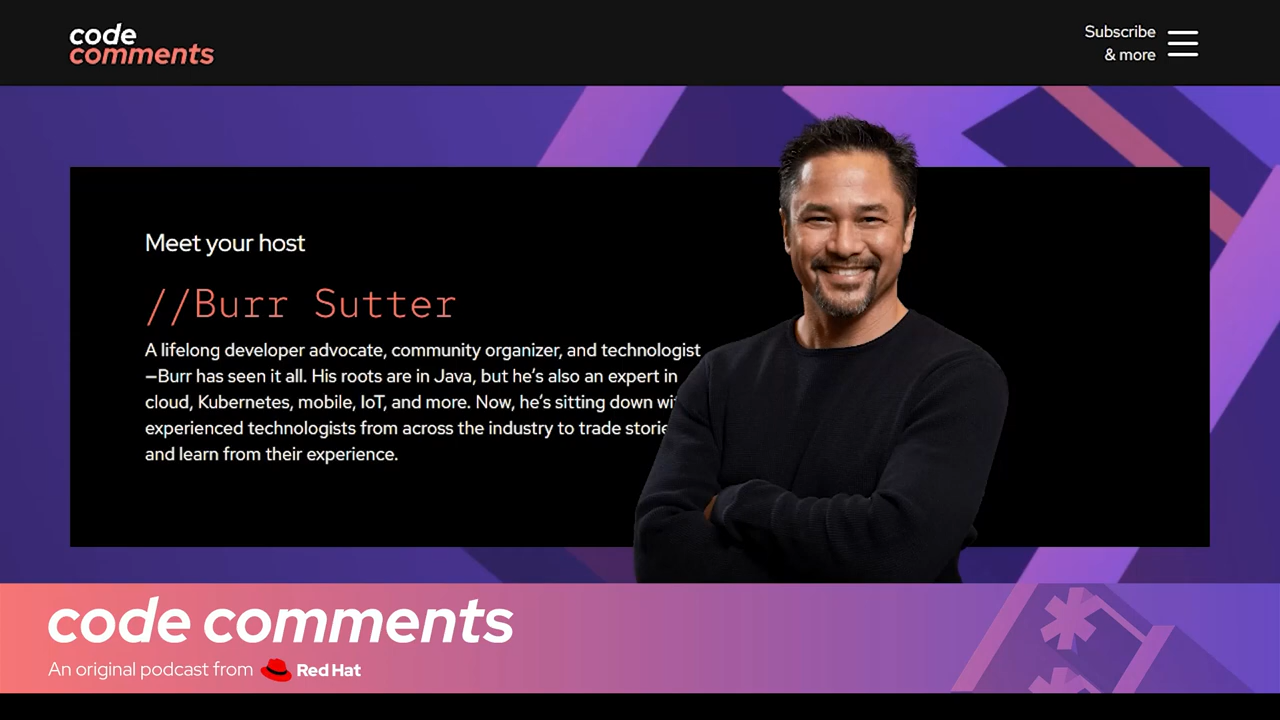 code
comments
Subscribe
& more
Meet your host
//Burr Sutter
A lifelong developer advocate, community organizer, and technologist
—Burr has seen it all. His roots are in Java, but he's also an expert in
cloud, Kubernetes, mobile, IoT, and more. Now, he's sitting down
experienced technologists from across the industry to trade
and learn from their experience.
code comments
An original podcast from Red Hat